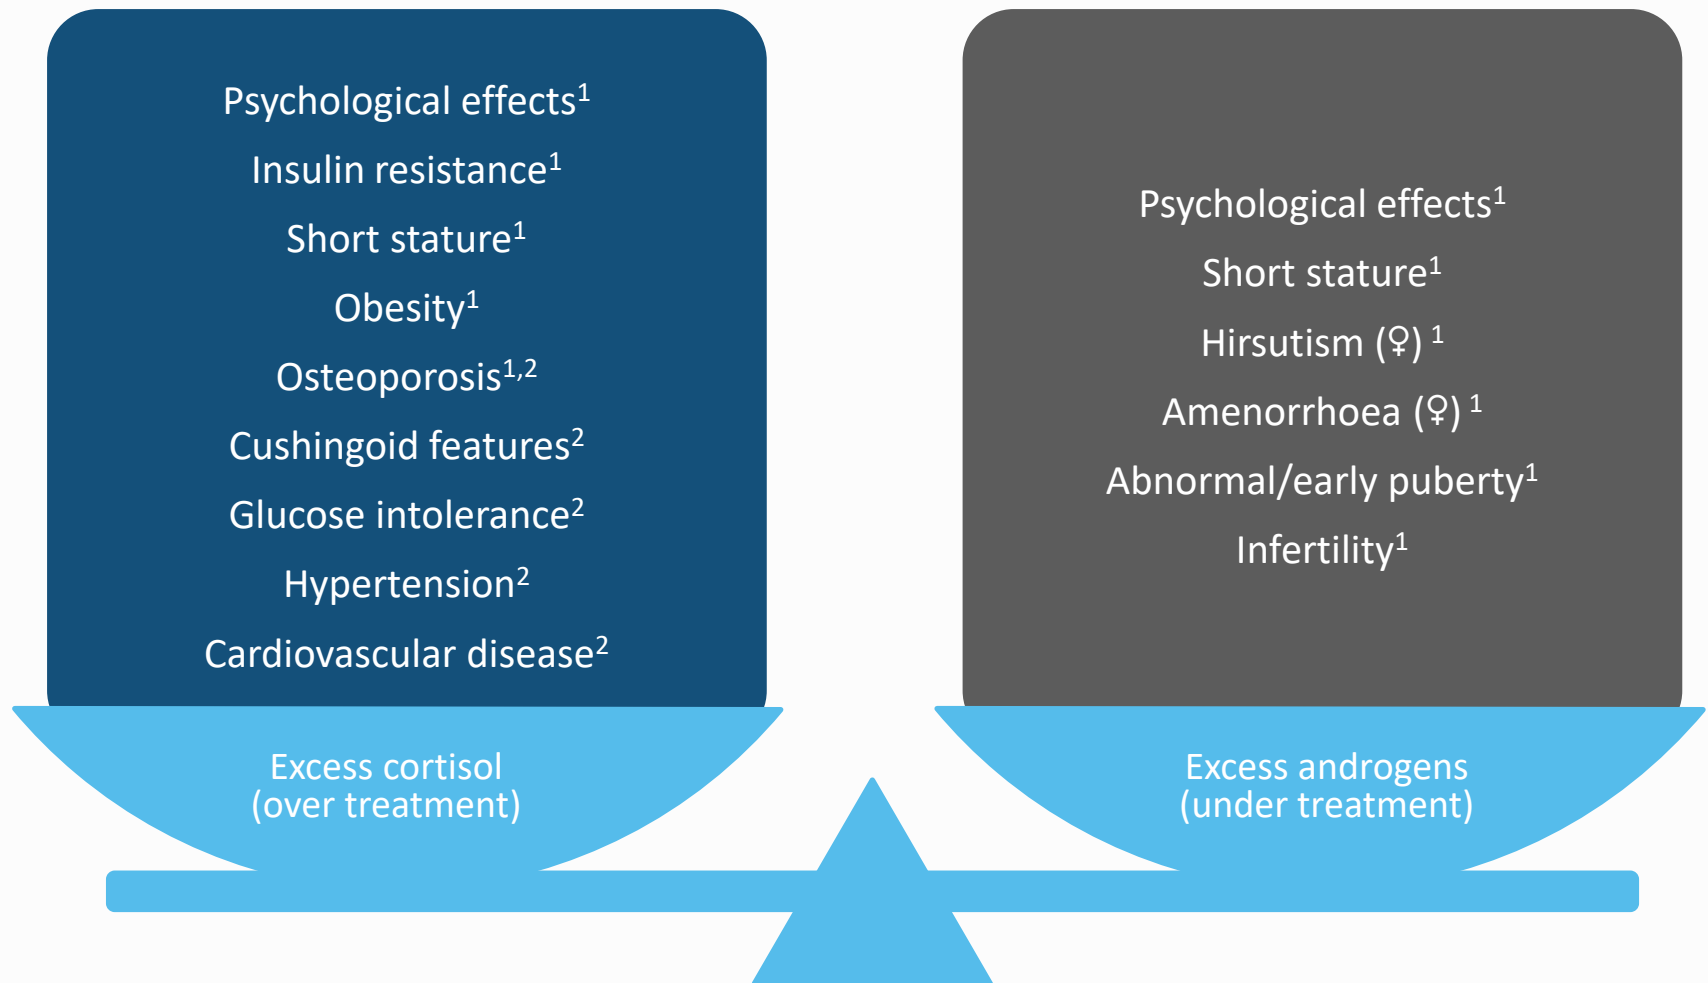 Psychological effects¹
Insulin resistance¹
Short stature¹
Obesity¹
Osteoporosis¹,²
Cushingoid features²
Glucose intolerance²
Hypertension²
Cardiovascular disease²
Excess cortisol
(over treatment)
Psychological effects¹
Short stature¹
Hirsutism (♀) ¹
Amenorrhoea (♀) ¹
Abnormal/early puberty¹
Infertility¹
Excess androgens
(under treatment)